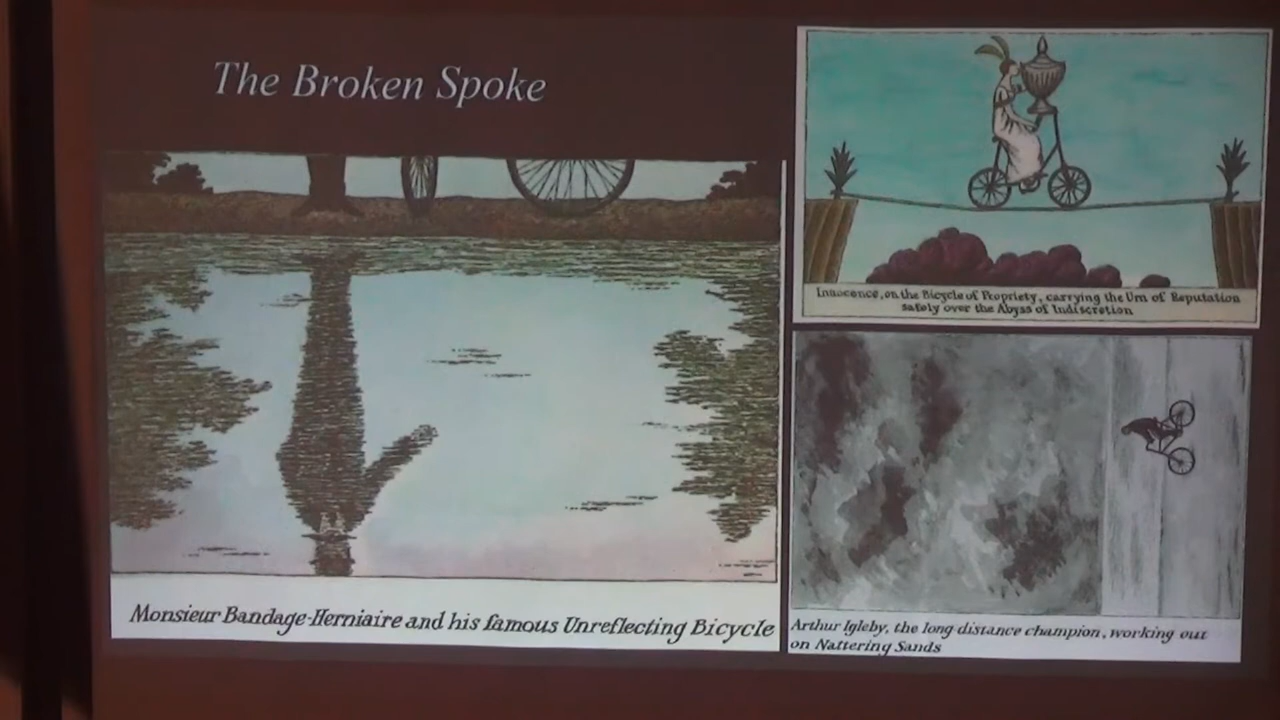 The Broken Spoke
Innocence, on the Bicycle of Propriety, carrying the Urn of Reputation
safely over the Abyss of Indiscretion
Monsieur Bandage-Herniaire and his famous Unreflecting Bicycle
Arthur Igleby, the long-distance champion, working out
on Nattering Sands